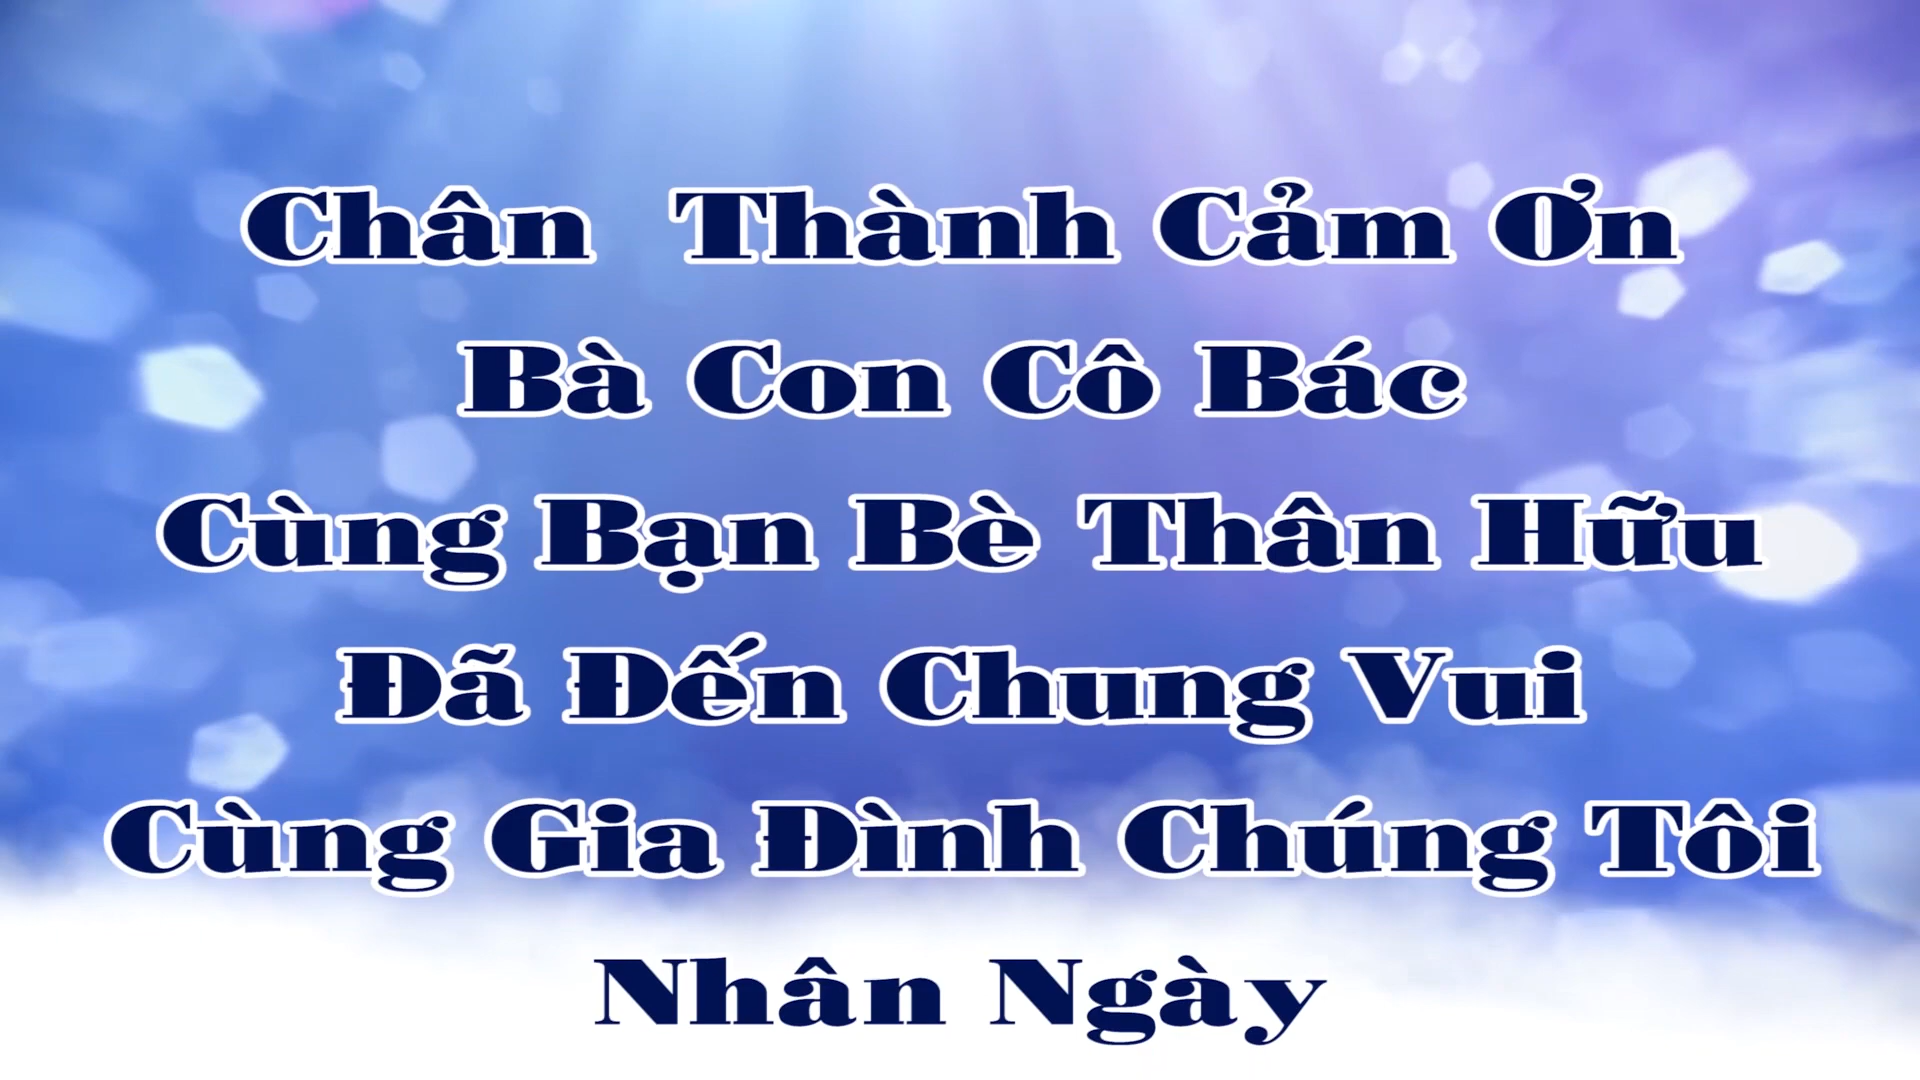 Chân Thành Cảm Ơn
Bà Con Cô Bác
Cùng Bạn Bè Thân Hữu
Đã Đến Chung Vui
Cùng Gia Đình Chúng Tôi
Nhân Ngày